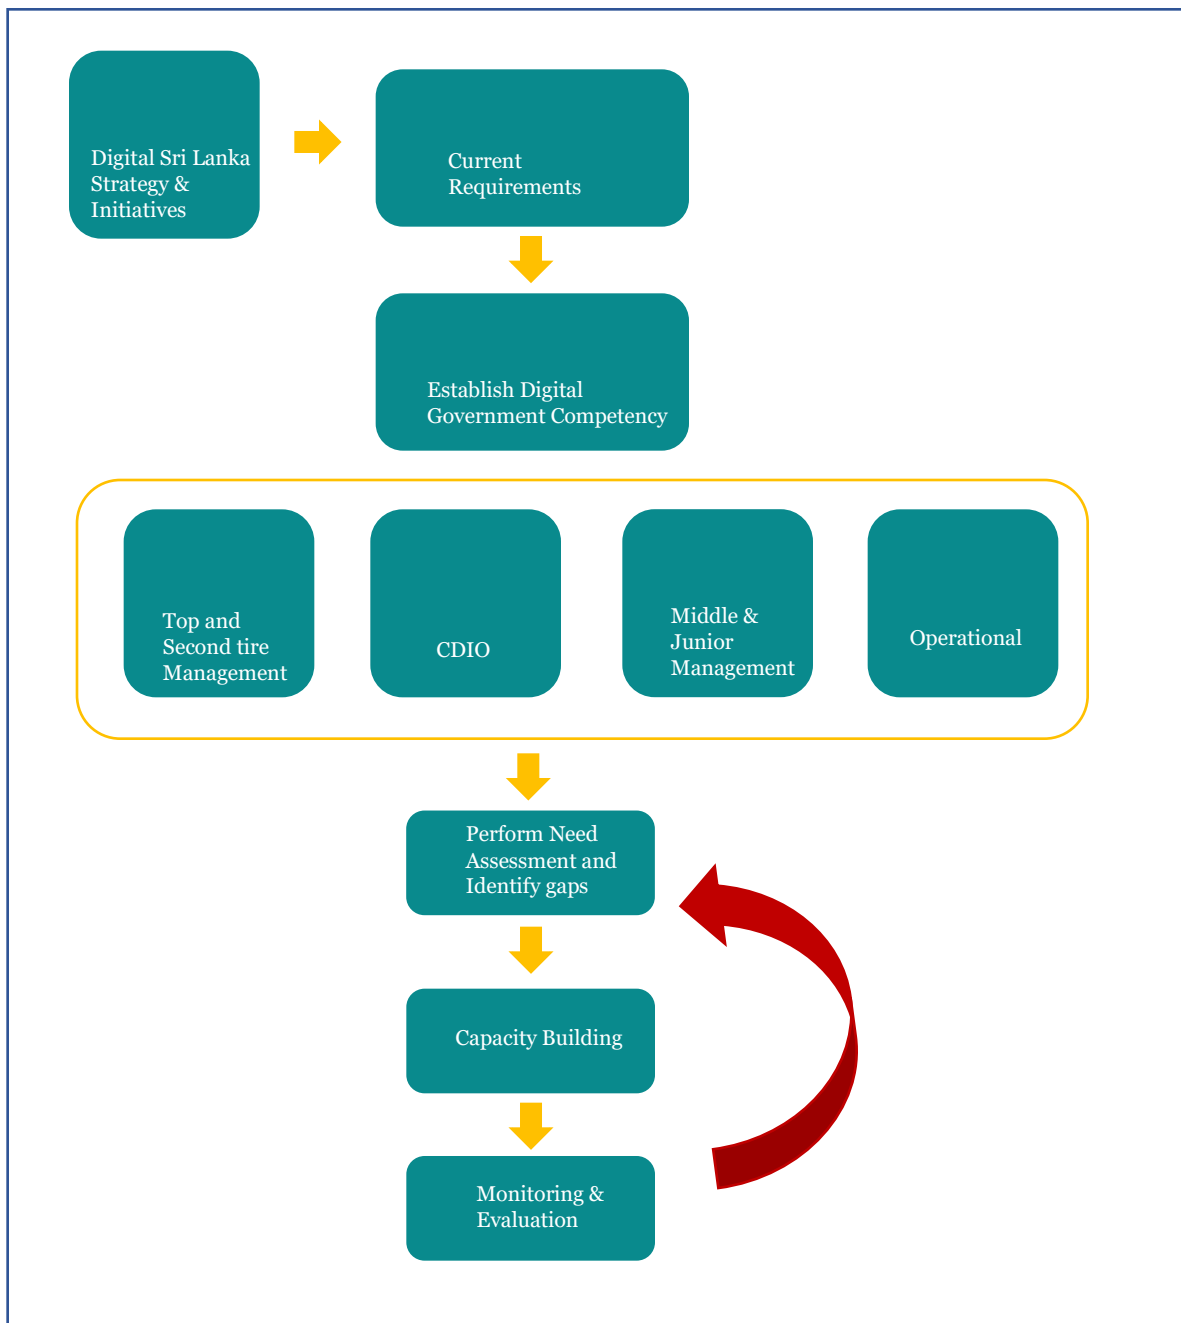 Digital Sri Lanka
Strategy &
Initiatives
Current
Requirements
Establish Digital
Government Competency
Top and
Second tire
Management
CDIO
Middle &
Junior
Management
Operational
Perform Need
Assessment and
Identify gaps
Capacity Building
Monitoring &
Evaluation